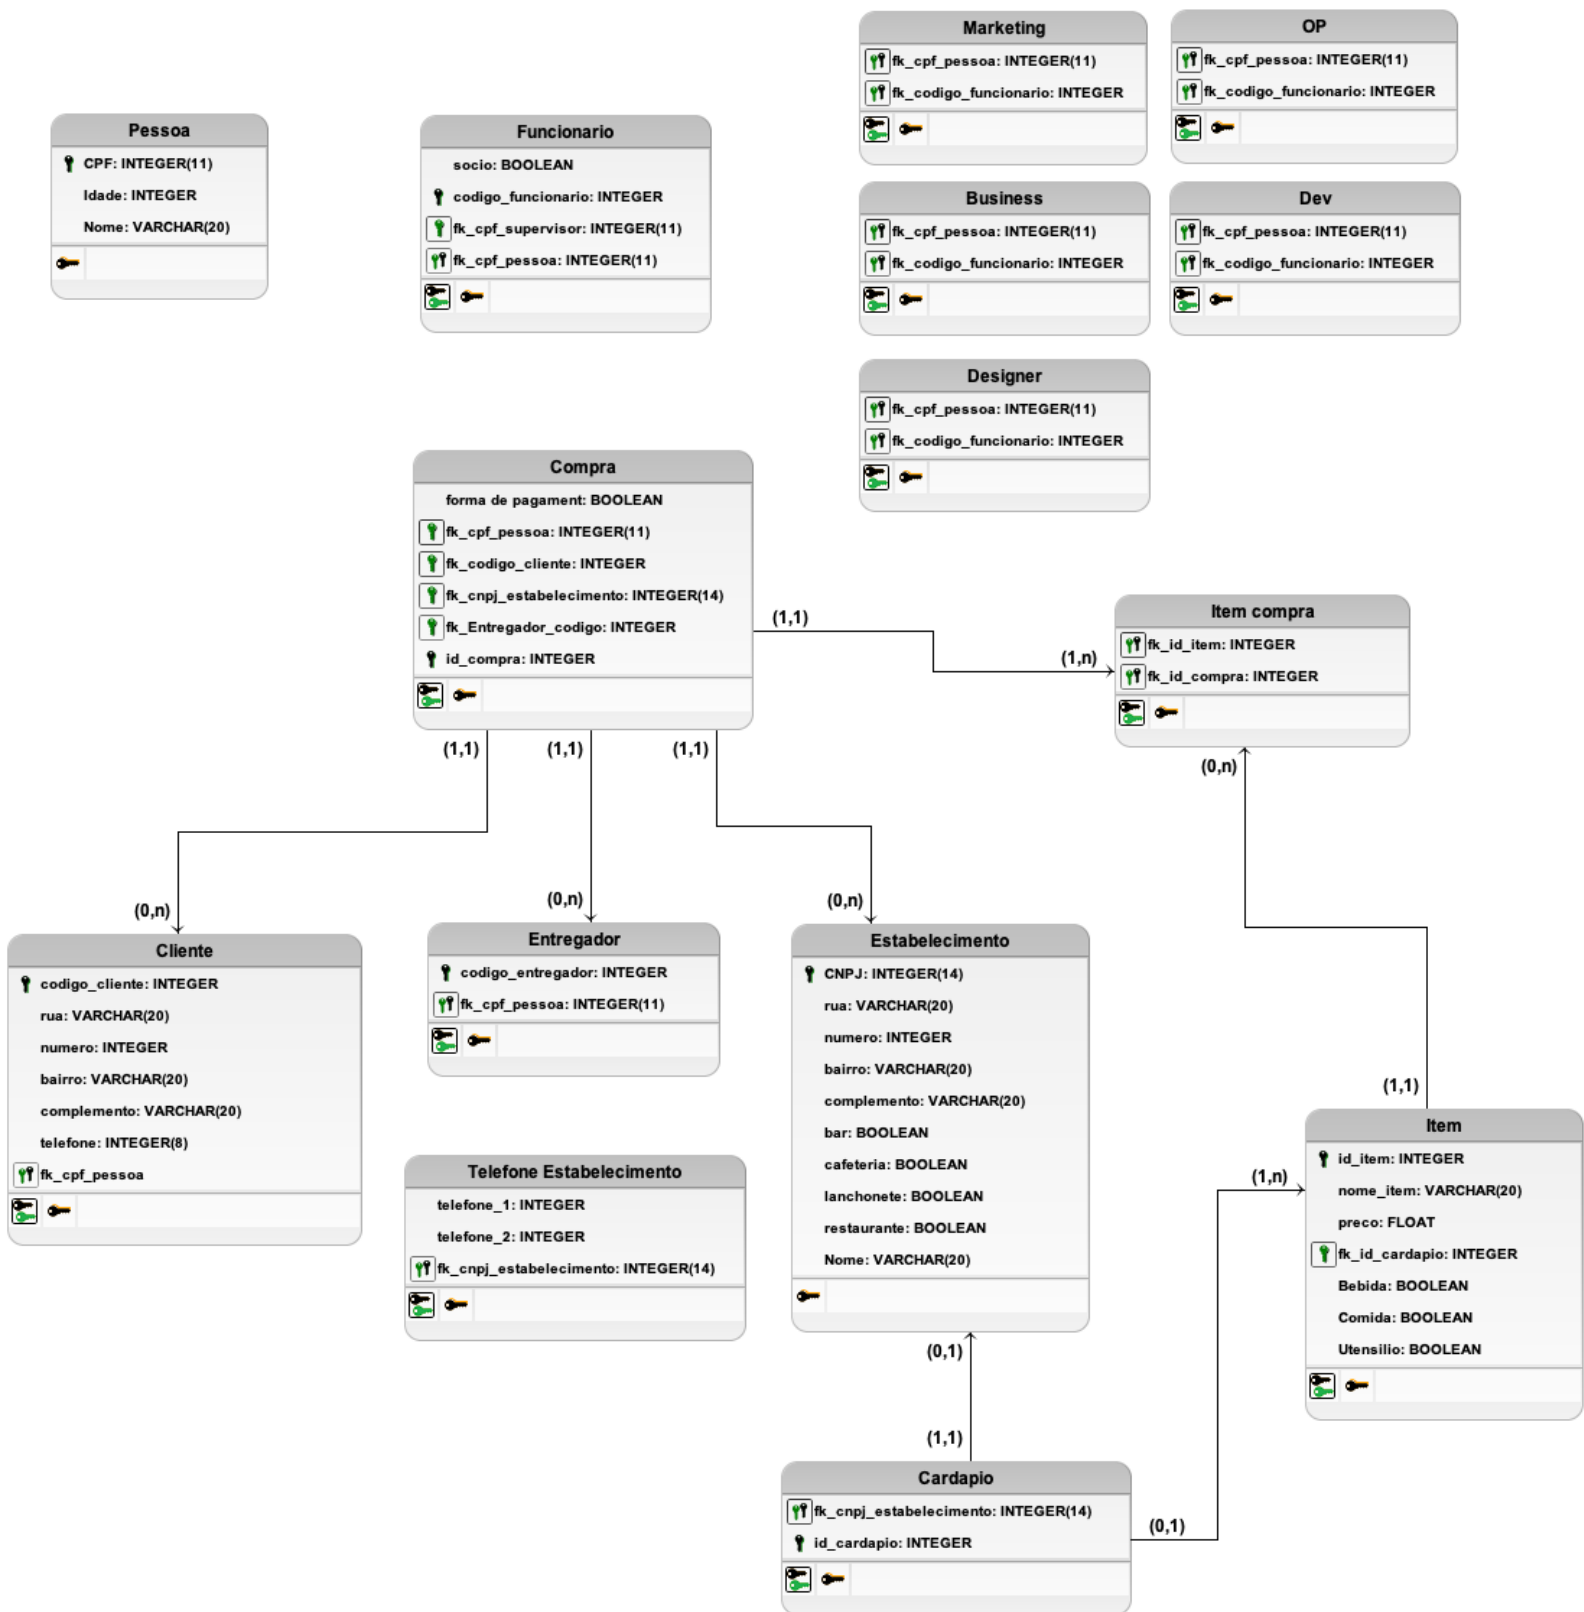 Marketing
fk_cpf_pessoa: INTEGER(11)
fk_codigo_funcionario: INTEGER
OP
fk_cpf_pessoa: INTEGER(11)
fk_codigo_funcionario: INTEGER
Pessoa
CPF: INTEGER(11)
Idade: INTEGER
Nome: VARCHAR(20)
Funcionario
socio: BOOLEAN
codigo_funcionario: INTEGER
fk_cpf_supervisor: INTEGER(11)
fk_cpf_pessoa: INTEGER(11)
Business
fk_cpf_pessoa: INTEGER(11)
fk_codigo_funcionario: INTEGER
Dev
fk_cpf_pessoa: INTEGER(11)
fk_codigo_funcionario: INTEGER
Designer
fk_cpf_pessoa: INTEGER(11)
fk_codigo_funcionario: INTEGER
Compra
forma de pagament: BOOLEAN
fk_cpf_pessoa: INTEGER(11)
fk_codigo_cliente: INTEGER
fk_cnpj_estabelecimento: INTEGER(14)
fk_Entregador_codigo: INTEGER
id_compra: INTEGER
(1,1)
(1,n)
Item compra
fk_id_item: INTEGER
fk_id_compra: INTEGER
(1,1)
(1,1)
(1,1)
(0,n)
(0,n)
(0,n)
(0,n)
Cliente
codigo_cliente: INTEGER
rua: VARCHAR(20)
numero: INTEGER
bairro: VARCHAR(20)
complemento: VARCHAR(20)
telefone: INTEGER(8)
fk_cpf_pessoa
Entregador
codigo_entregador: INTEGER
fk_cpf_pessoa: INTEGER(11)
Estabelecimento
CNPJ: INTEGER(14)
rua: VARCHAR(20)
numero: INTEGER
bairro: VARCHAR(20)
complemento: VARCHAR(20)
bar: BOOLEAN
cafeteria: BOOLEAN
lanchonete: BOOLEAN
restaurante: BOOLEAN
Nome: VARCHAR(20)
Telefone Estabelecimento
telefone_1: INTEGER
telefone_2: INTEGER
fk_cnpj_estabelecimento: INTEGER(14)
(1,1)
Item
id_item: INTEGER
nome_item: VARCHAR(20)
preco: FLOAT
fk_id_cardapio: INTEGER
Bebida: BOOLEAN
Comida: BOOLEAN
Utensilio: BOOLEAN
(1,n)
(0,1)
(1,1)
Cardapio
fk_cnpj_estabelecimento: INTEGER(14)
id_cardapio: INTEGER
(0,1)